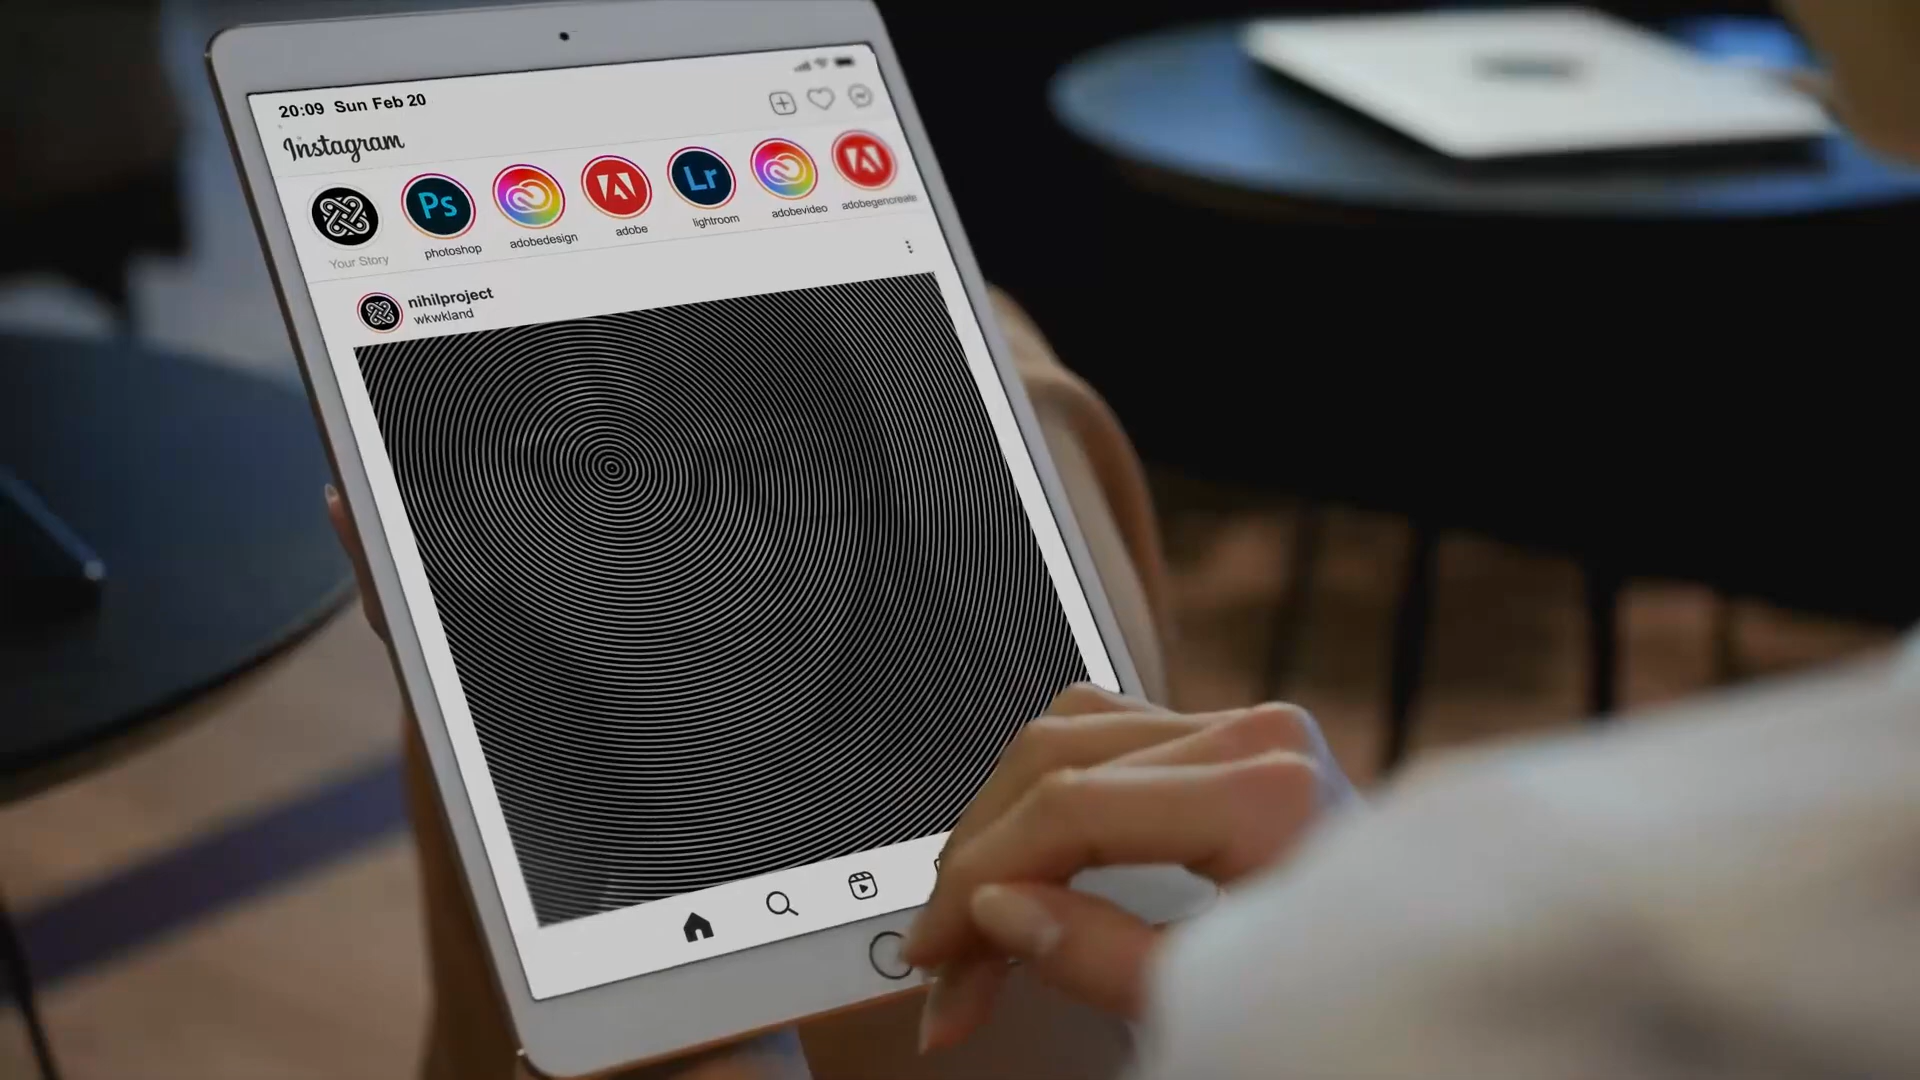 20:09 Sun Feb 20
Instagram
Ps
Lr
Your Story
photoshop
adobedesign
adobe
lightroom
adobevideo
adobegencreate
nihilproject
wkwkland